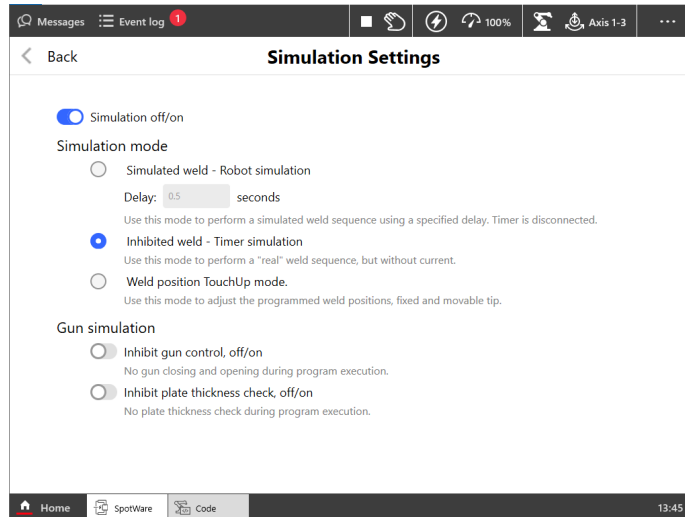 Messages Event log 1 100% Axis 1-3 ...
Back Simulation Settings
Simulation off/on
Simulation mode
Simulated weld - Robot simulation
Delay: 0.5 seconds
Use this mode to perform a simulated weld sequence using a specified delay. Timer is disconnected.
Inhibited weld - Timer simulation
Use this mode to perform a "real" weld sequence, but without current.
Weld position TouchUp mode.
Use this mode to adjust the programmed weld positions, fixed and movable tip.
Gun simulation
Inhibit gun control, off/on
No gun closing and opening during program execution.
Inhibit plate thickness check, off/on
No plate thickness check during program execution.
Home SpotWare Code 13:45